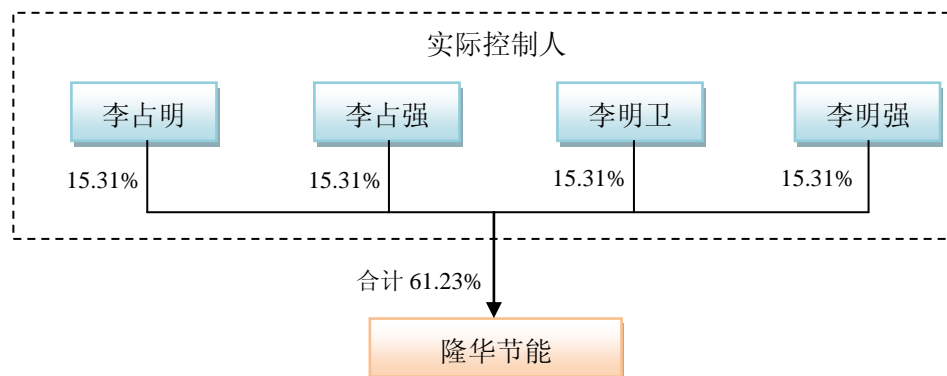 实际控制人
李占明 李占强 李明卫 李明强
15.31% 15.31% 15.31% 15.31%
合计 61.23%
隆华节能